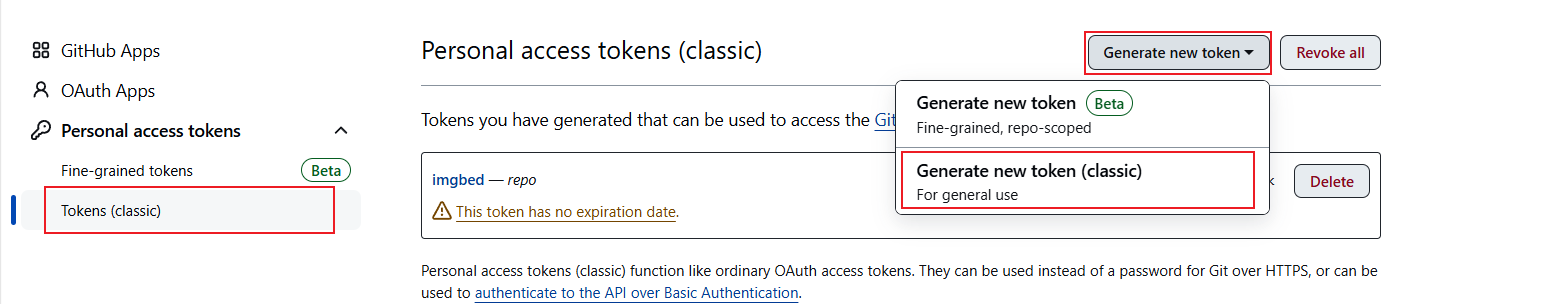 GitHub Apps
OAuth Apps
Personal access tokens
Fine-grained tokens Beta
Tokens (classic)
Personal access tokens (classic)
Generate new token
Revoke all
Generate new token Beta
Fine-grained, repo-scoped
Generate new token (classic)
For general use
Tokens you have generated that can be used to access the Git
imgbed — repo
Delete
This token has no expiration date.
Personal access tokens (classic) function like ordinary OAuth access tokens. They can be used instead of a password for Git over HTTPS, or can be
used to authenticate to the API over Basic Authentication.